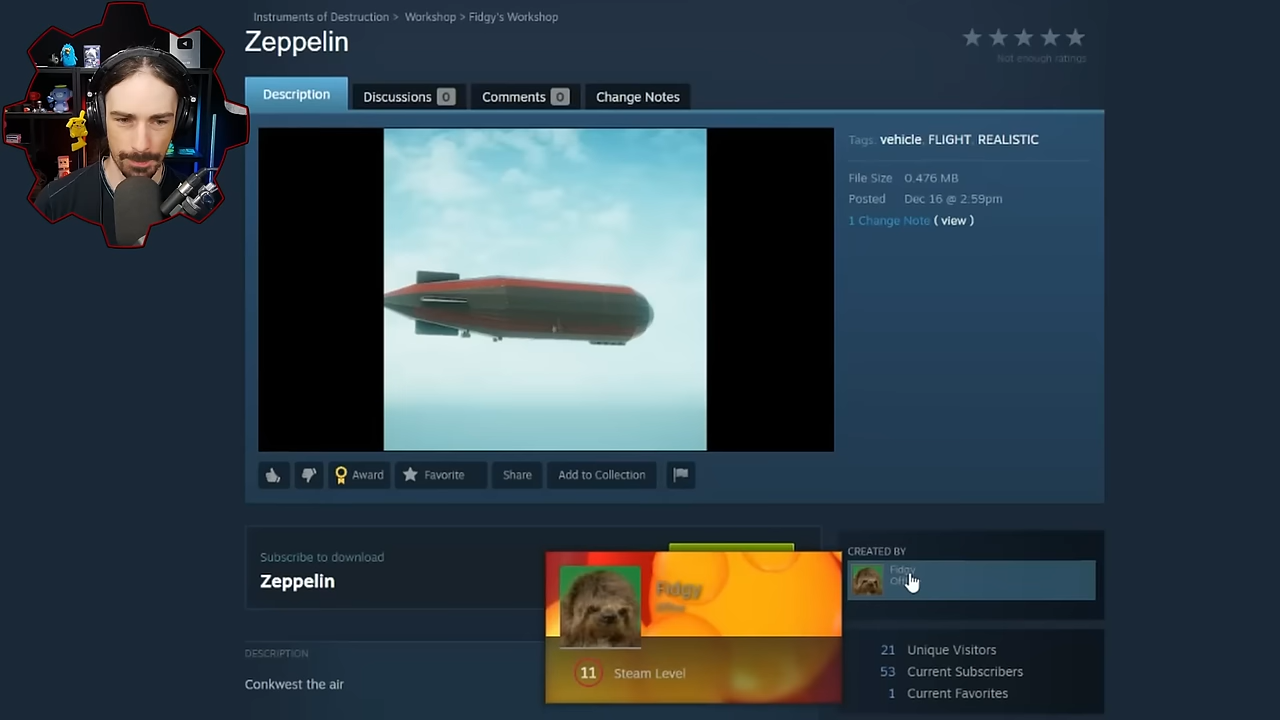 Instruments of Destruction > Workshop > Fidgy's Workshop
Zeppelin
Not enough ratings
Description
Discussions 0
Comments 0
Change Notes
Tags: vehicle, FLIGHT, REALISTIC
File Size 0.476 MB
Posted Dec 16 @ 2:59pm
1 Change Note ( view )
Award
Favorite
Share
Add to Collection
Subscribe to download
Zeppelin
CREATED BY
Fidgy
Fidgy
11 Steam Level
21 Unique Visitors
53 Current Subscribers
1 Current Favorites
DESCRIPTION
Conkwest the air